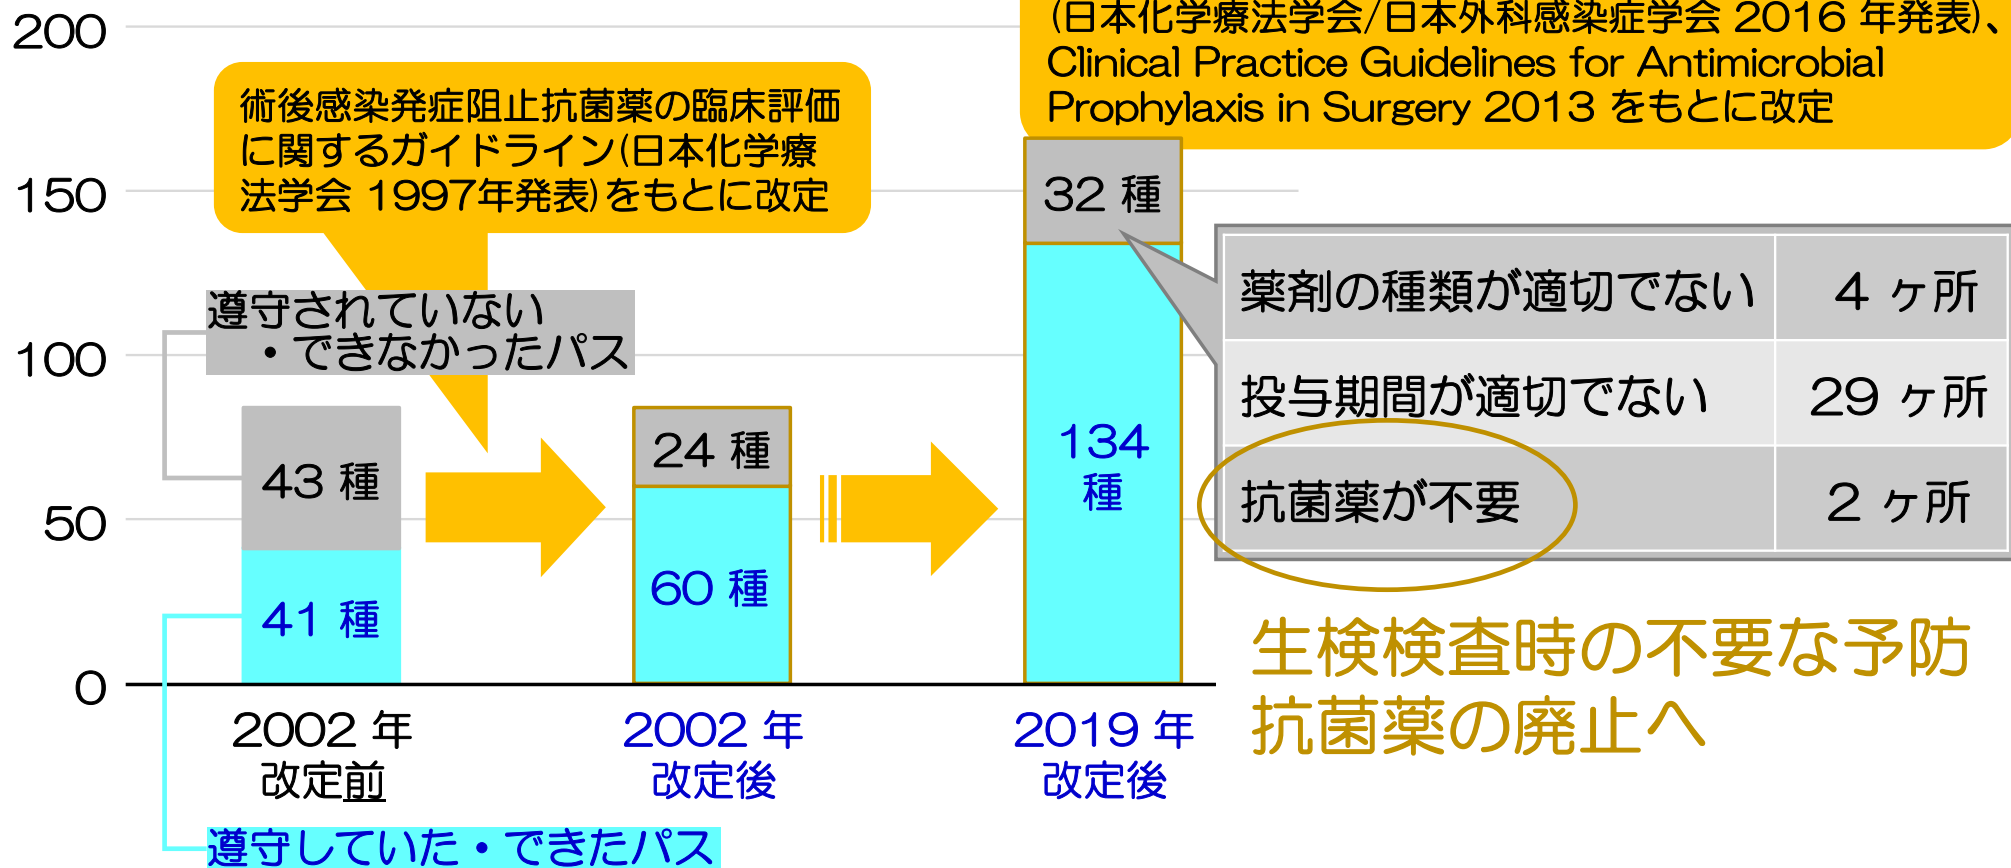 (日本化学療法学会/日本外科感染症学会 2016 年発表)、
Clinical Practice Guidelines for Antimicrobial
Prophylaxis in Surgery 2013 をもとに改定
術後感染発症阻止抗菌薬の臨床評価
に関するガイドライン(日本化学療
法学会 1997年発表)をもとに改定
200
150
100
50
0
遵守されていない
・できなかったパス
43 種
41 種
24 種
60 種
32 種
134
種
薬剤の種類が適切でない 4 ヶ所
投与期間が適切でない 29 ヶ所
抗菌薬が不要 2 ヶ所
生検検査時の不要な予防
抗菌薬の廃止へ
2002 年
改定前
2002 年
改定後
2019 年
改定後
遵守していた・できたパス